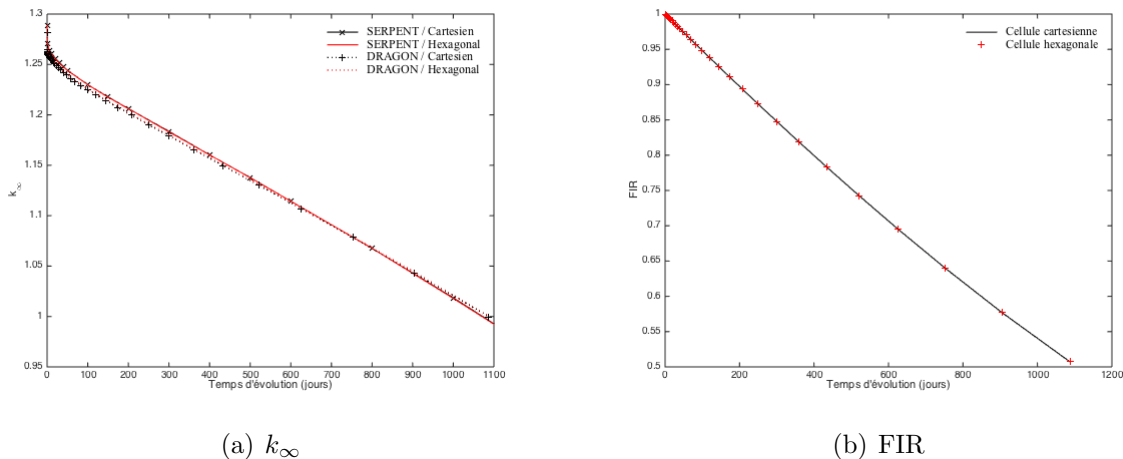 1.3
1.25
1.2
1.15
1.1
1.05
1
0.95
k∞
0 100 200 300 400 500 600 700 800 900 1000 1100
Temps d'évolution (jours)
SERPENT / Cartesien
SERPENT / Hexagonal
DRAGON / Cartesien
DRAGON / Hexagonal
(a) k∞
1
0.95
0.9
0.85
0.8
0.75
0.7
0.65
0.6
0.55
0.5
FIR
0 200 400 600 800 1000 1200
Temps d'évolution (jours)
Cellule cartesienne
Cellule hexagonale
(b) FIR